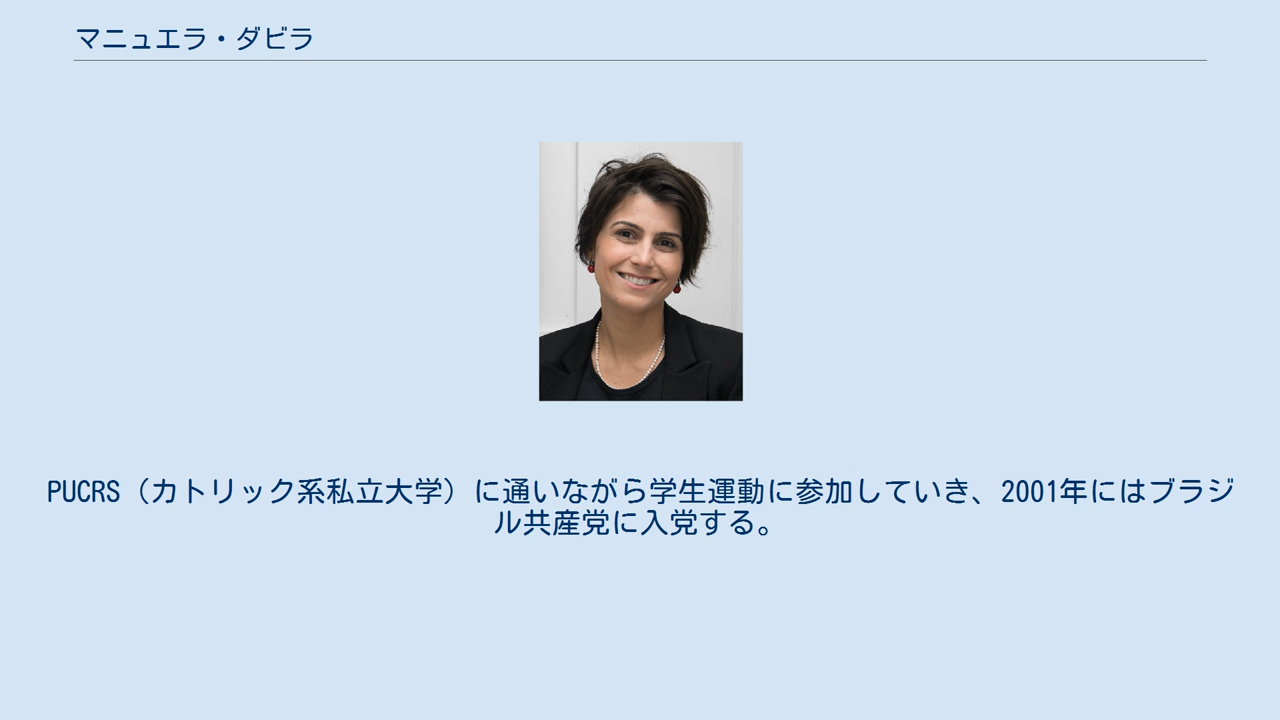 マニュエラ・ダビラ
PUCRS（カトリック系私立大学）に通いながら学生運動に参加していき、2001年にはブラジ
ル共産党に入党する。